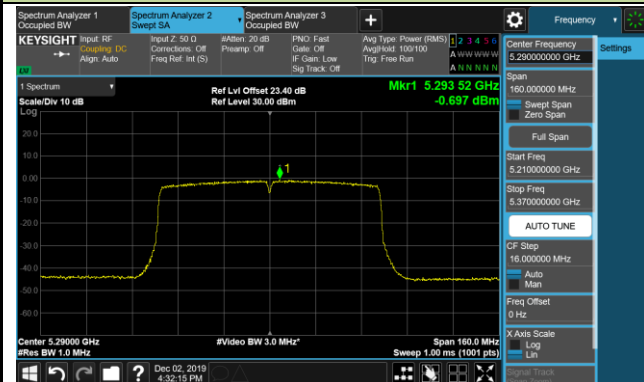 Spectrum Analyzer 1
Occupied BW
Spectrum Analyzer 2
Swept SA
Spectrum Analyzer 3
Occupied BW
Frequency
KEYSIGHT
Input: RF
Coupling: DC
Align: Auto
Input Z: 50 Ω
Corrections: Off
Freq Ref: Int (S)
#Atten: 20 dB
Preamp: Off
PNO: Fast
Gate: Off
IF Gain: Low
Sig Track: Off
Avg Type: Power (RMS)
Avg|Hold: 100/100
Trig: Free Run
1 2 3 4 5 6
A W W W W W
A N N N N N
1 Spectrum
Scale/Div 10 dB
Log
Ref Lvl Offset 23.40 dB
Ref Level 30.00 dBm
Mkr1 5.293 52 GHz
-0.697 dBm
1
20.0
10.0
0.00
-10.0
-20.0
-30.0
-40.0
-50.0
-60.0
Center 5.29000 GHz
#Res BW 1.0 MHz
#Video BW 3.0 MHz*
Span 160.0 MHz
Sweep 1.00 ms (1001 pts)
Dec 02, 2019
4:32:15 PM
Center Frequency
5.290000000 GHz
Settings
Span
160.000000 MHz
Swept Span
Zero Span
Full Span
Start Freq
5.210000000 GHz
Stop Freq
5.370000000 GHz
AUTO TUNE
CF Step
16.000000 MHz
Auto
Man
Freq Offset
0 Hz
X Axis Scale
Log
Lin
Signal Track